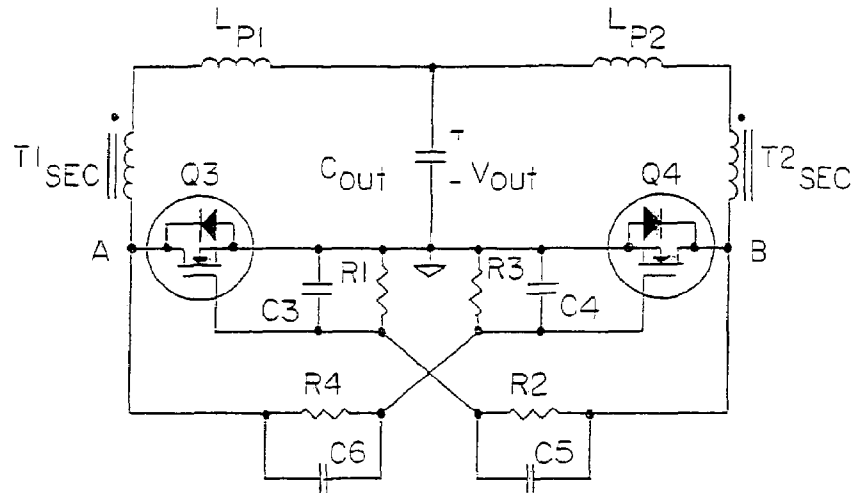 LP1
LP2
T1SEC
Q3
COUT
+
- VOUT
Q4
T2SEC
A
B
C3
R1
R3
C4
R4
R2
C6
C5